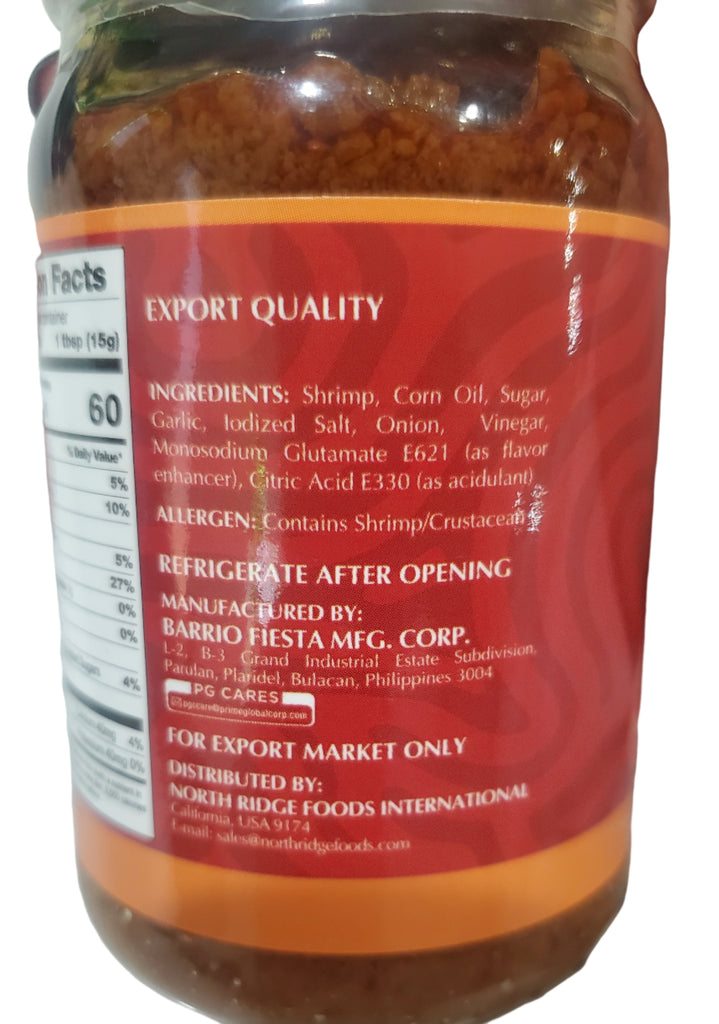 Facts
1 tbsp (15g)
60
% Daily Value*
5%
10%
5%
27%
0%
0%
4%
4%
0%
EXPORT QUALITY
INGREDIENTS: Shrimp, Corn Oil, Sugar,
Garlic, Iodized Salt, Onion, Vinegar,
Monosodium Glutamate E621 (as flavor
enhancer), Citric Acid E330 (as acidulant)
ALLERGEN: Contains Shrimp/Crustacean
REFRIGERATE AFTER OPENING
MANUFACTURED BY:
BARRIO FIESTA MFG. CORP.
L-2, B-3 Grand Industrial Estate Subdivision,
Parulan, Plaridel, Bulacan, Philippines 3004
PG CARES
pgcare@primeglobalcorp.com
FOR EXPORT MARKET ONLY
DISTRIBUTED BY:
NORTH RIDGE FOODS INTERNATIONAL
California, USA 9174
E-mail: sales@northridgefoods.com